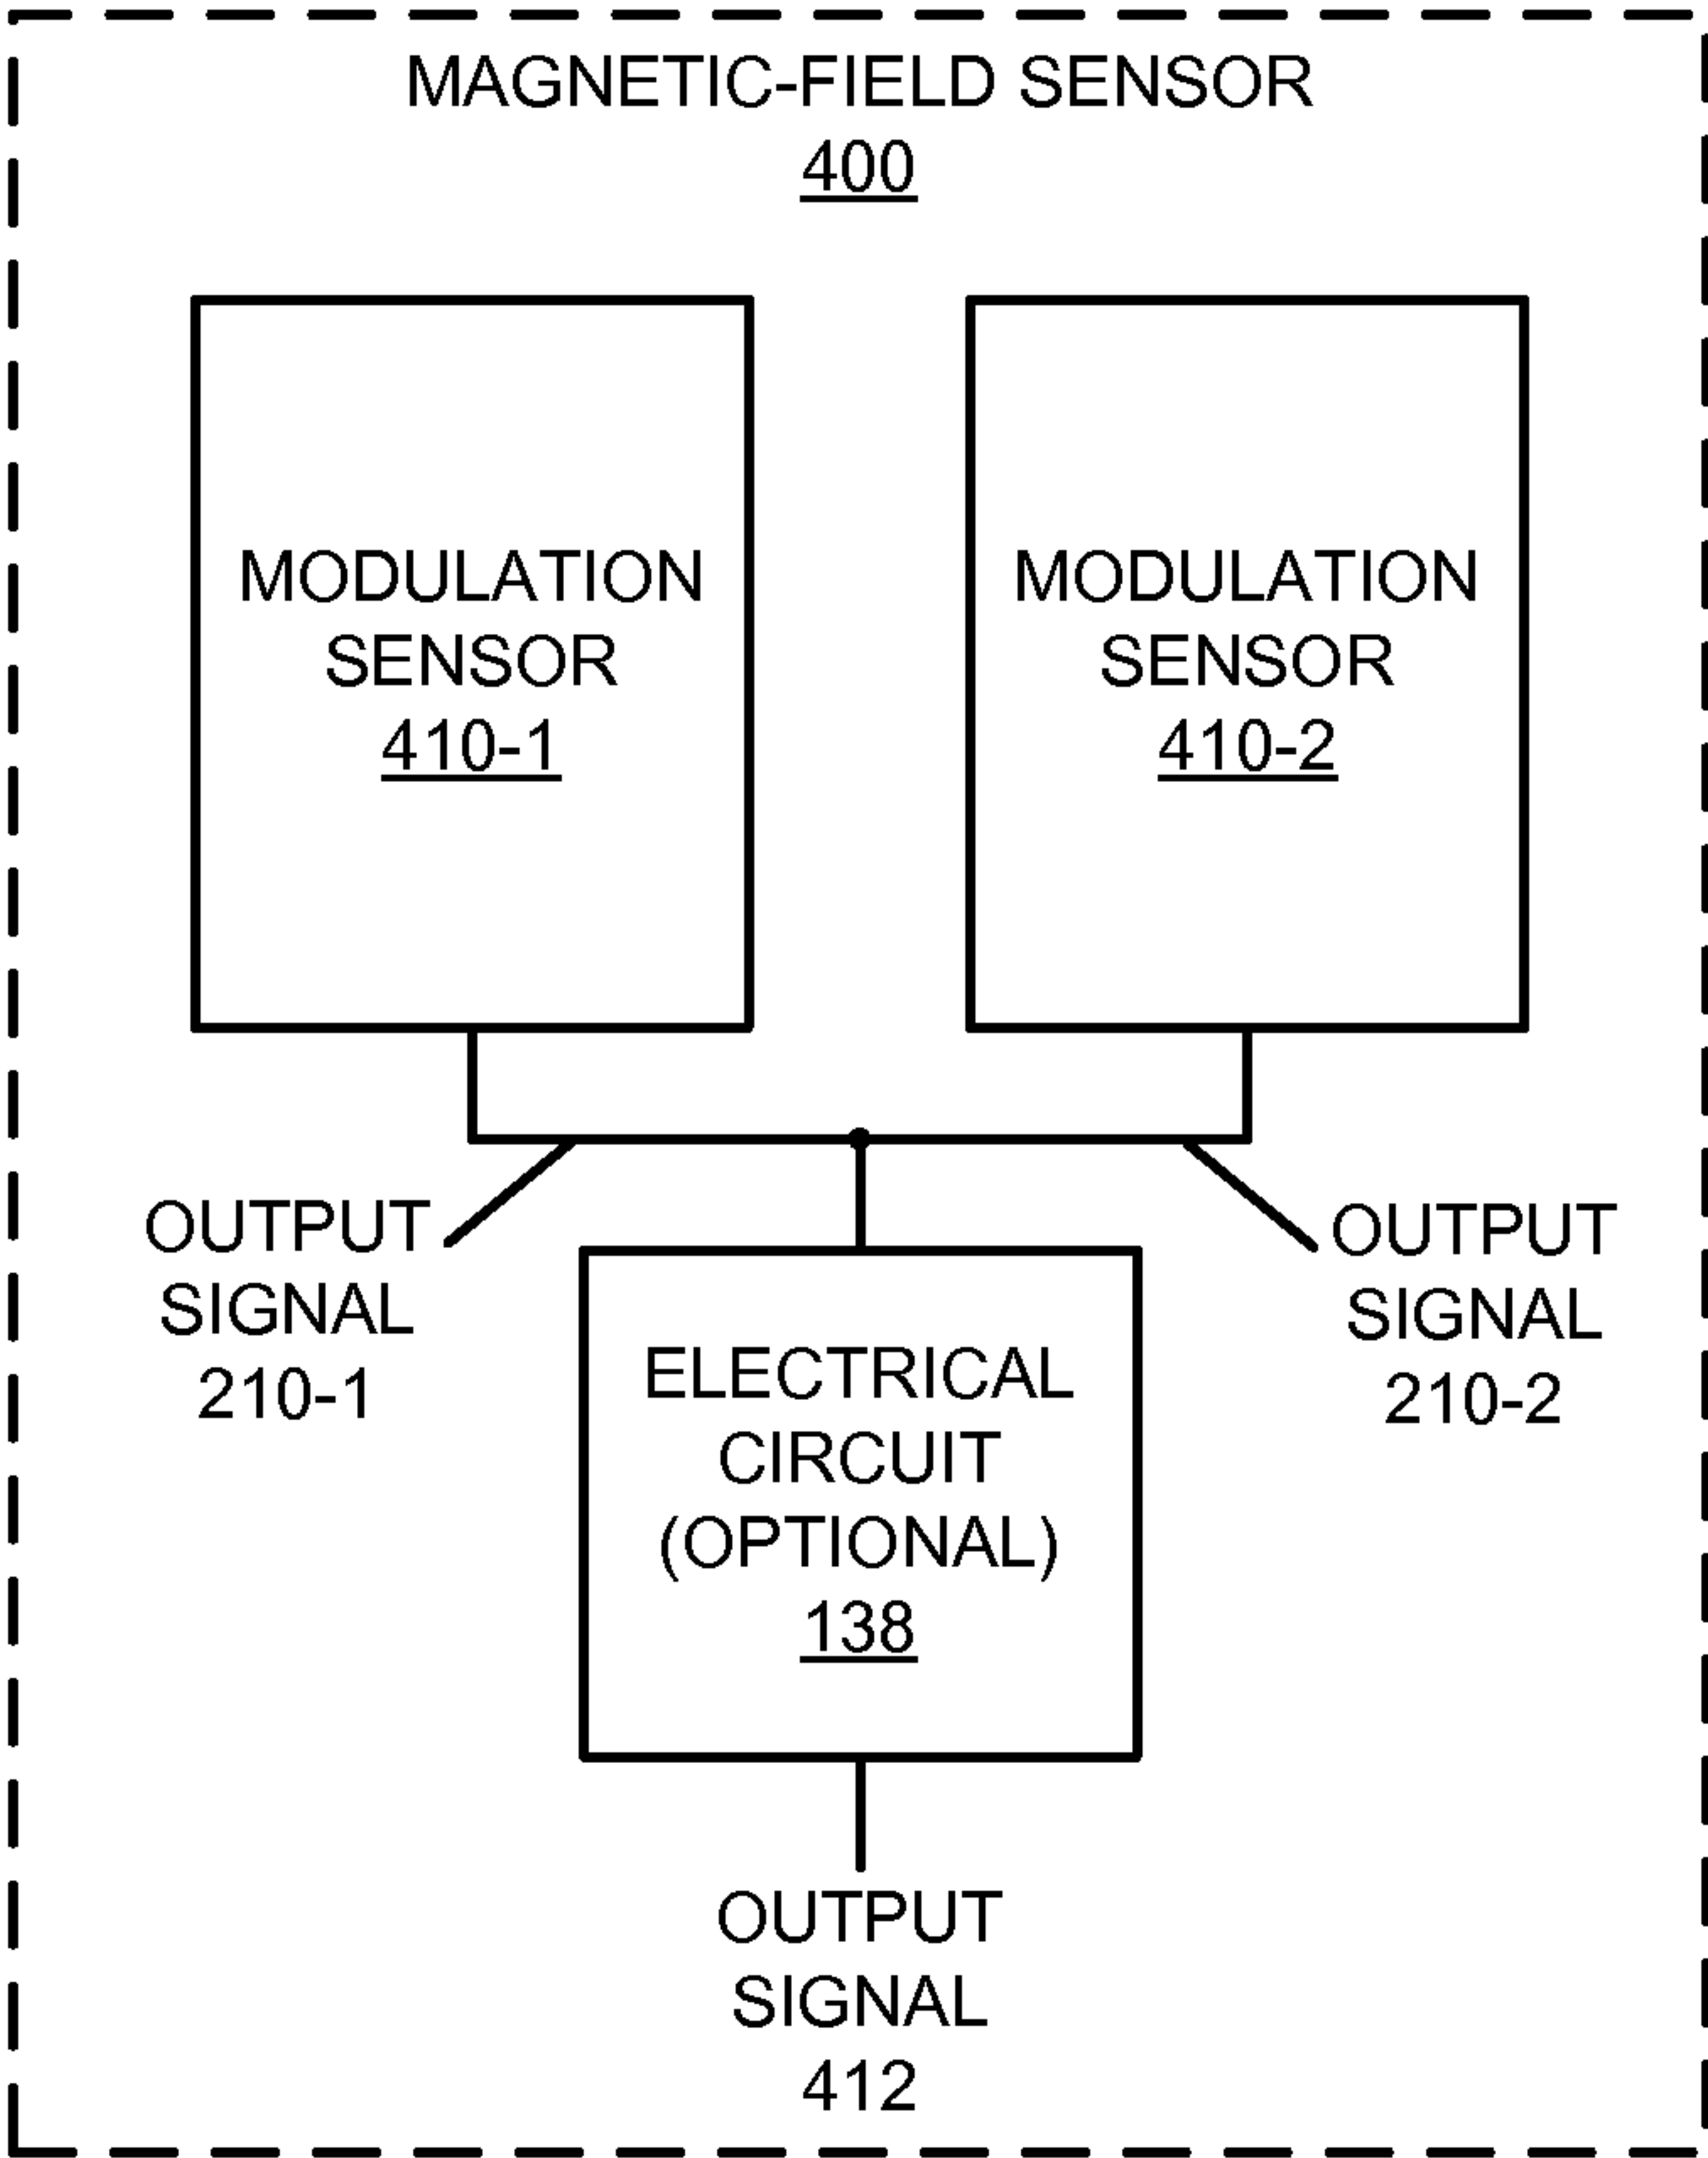 MAGNETIC-FIELD SENSOR
400
MODULATION
SENSOR
410-1
MODULATION
SENSOR
410-2
OUTPUT
SIGNAL
210-1
OUTPUT
SIGNAL
210-2
ELECTRICAL
CIRCUIT
(OPTIONAL)
138
OUTPUT
SIGNAL
412